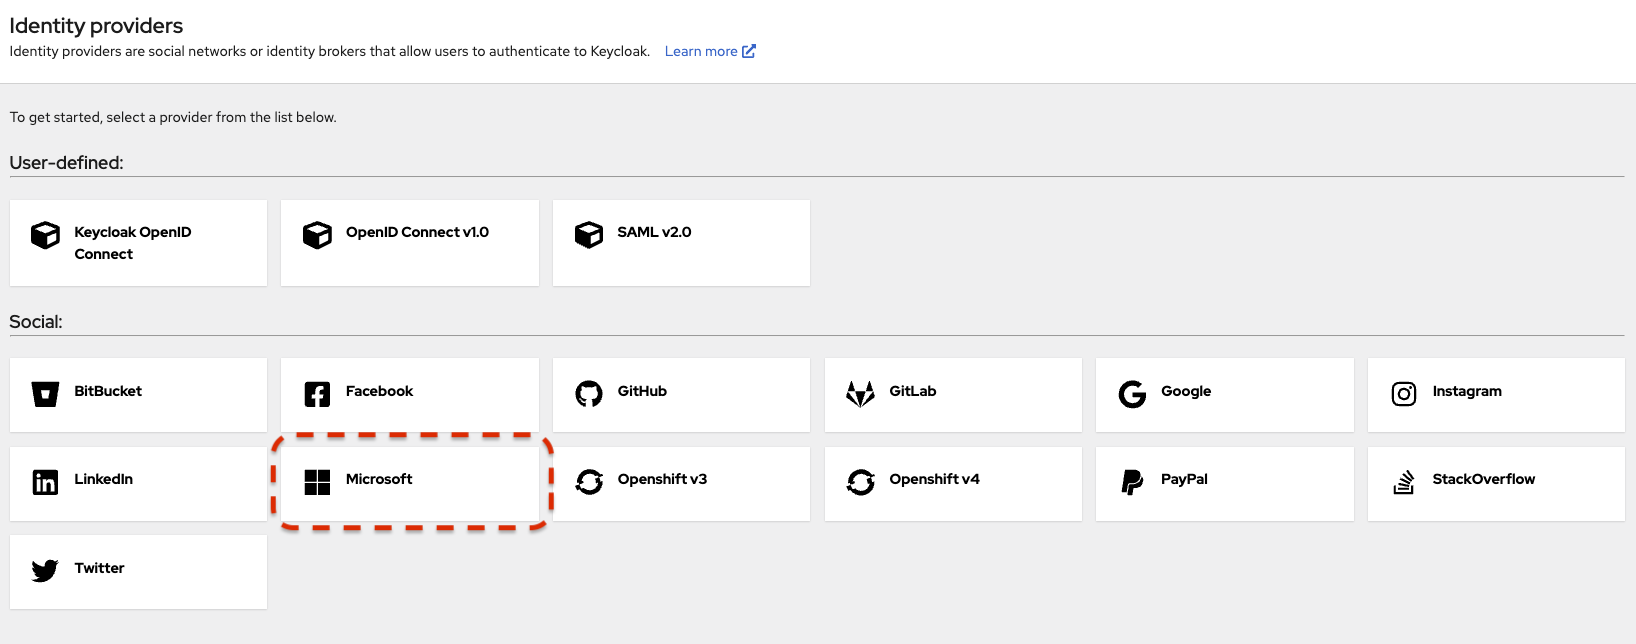 Identity providers
Identity providers are social networks or identity brokers that allow users to authenticate to Keycloak. Learn more
To get started, select a provider from the list below.
User-defined:
Keycloak OpenID
Connect
OpenID Connect v1.0
SAML v2.0
Social:
BitBucket
Facebook
GitHub
GitLab
Google
Instagram
LinkedIn
Microsoft
Openshift v3
Openshift v4
PayPal
StackOverflow
Twitter